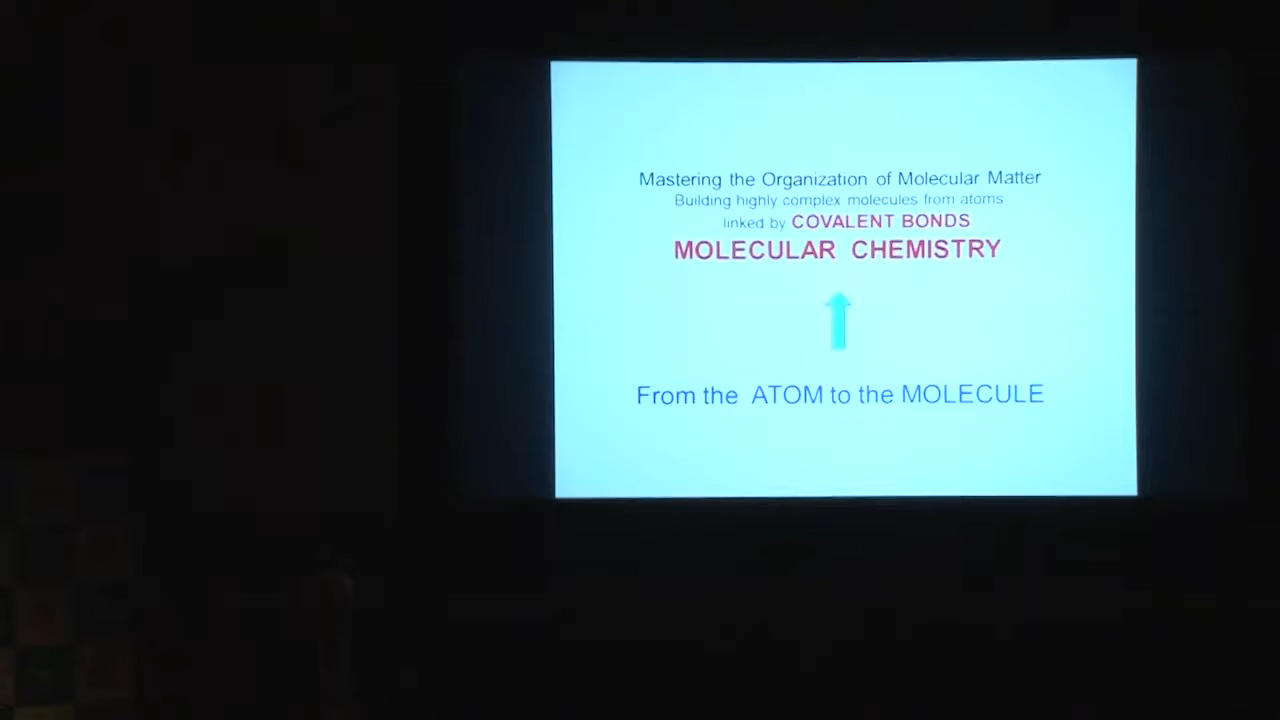 Mastering the Organization of Molecular Matter
Building highly complex molecules from atoms
linked by COVALENT BONDS
MOLECULAR CHEMISTRY
From the ATOM to the MOLECULE